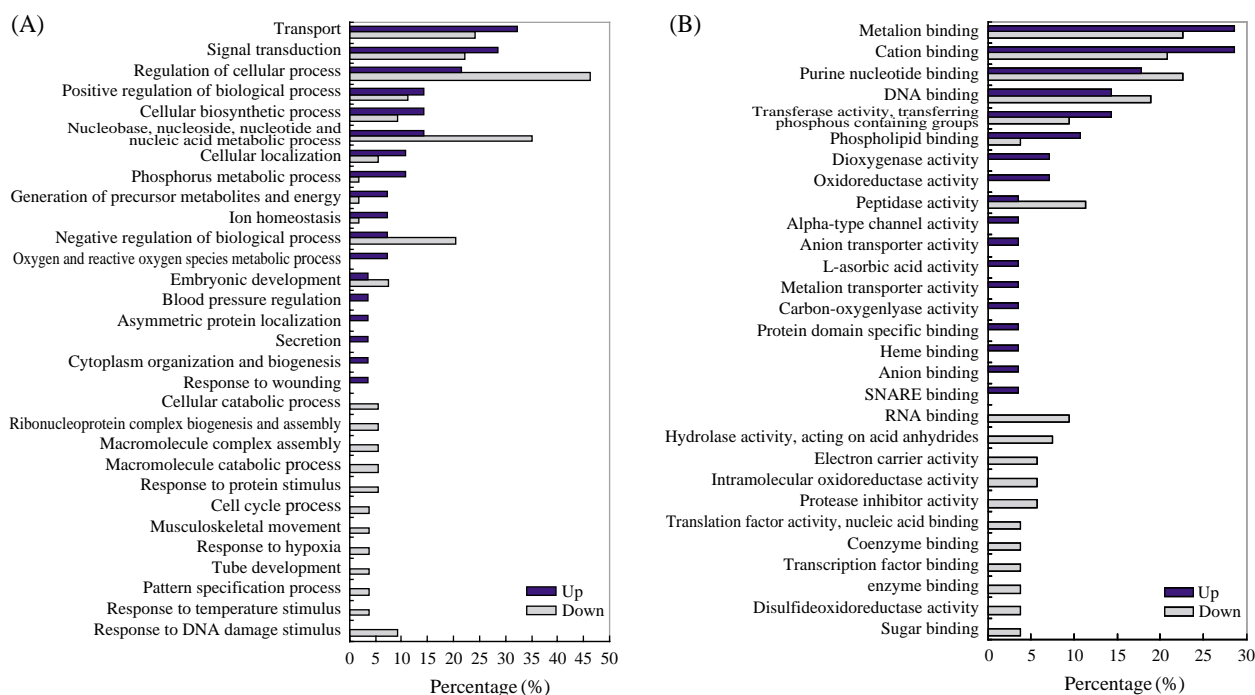 (A)
Transport
Signal transduction
Regulation of cellular process
Positive regulation of biological process
Cellular biosynthetic process
Nucleobase, nucleoside, nucleotide and
nucleic acid metabolic process
Cellular localization
Phosphorus metabolic process
Generation of precursor metabolites and energy
Ion homeostasis
Negative regulation of biological process
Oxygen and reactive oxygen species metabolic process
Embryonic development
Blood pressure regulation
Asymmetric protein localization
Secretion
Cytoplasm organization and biogenesis
Response to wounding
Cellular catabolic process
Ribonucleoprotein complex biogenesis and assembly
Macromolecule complex assembly
Macromolecule catabolic process
Response to protein stimulus
Cell cycle process
Musculoskeletal movement
Response to hypoxia
Tube development
Pattern specification process
Response to temperature stimulus
Response to DNA damage stimulus
Up
Down
0 5 10 15 20 25 30 35 40 45 50
Percentage (%)
(B)
Metalion binding
Cation binding
Purine nucleotide binding
DNA binding
Transferase activity, transferring
phosphous containing groups
Phospholipid binding
Dioxygenase activity
Oxidoreductase activity
Peptidase activity
Alpha-type channel activity
Anion transporter activity
L-asorbic acid activity
Metalion transporter activity
Carbon-oxygenlyase activity
Protein domain specific binding
Heme binding
Anion binding
SNARE binding
RNA binding
Hydrolase activity, acting on acid anhydrides
Electron carrier activity
Intramolecular oxidoreductase activity
Protease inhibitor activity
Translation factor activity, nucleic acid binding
Coenzyme binding
Transcription factor binding
enzyme binding
Disulfideoxidoreductase activity
Sugar binding
Up
Down
0 5 10 15 20 25 30
Percentage (%)